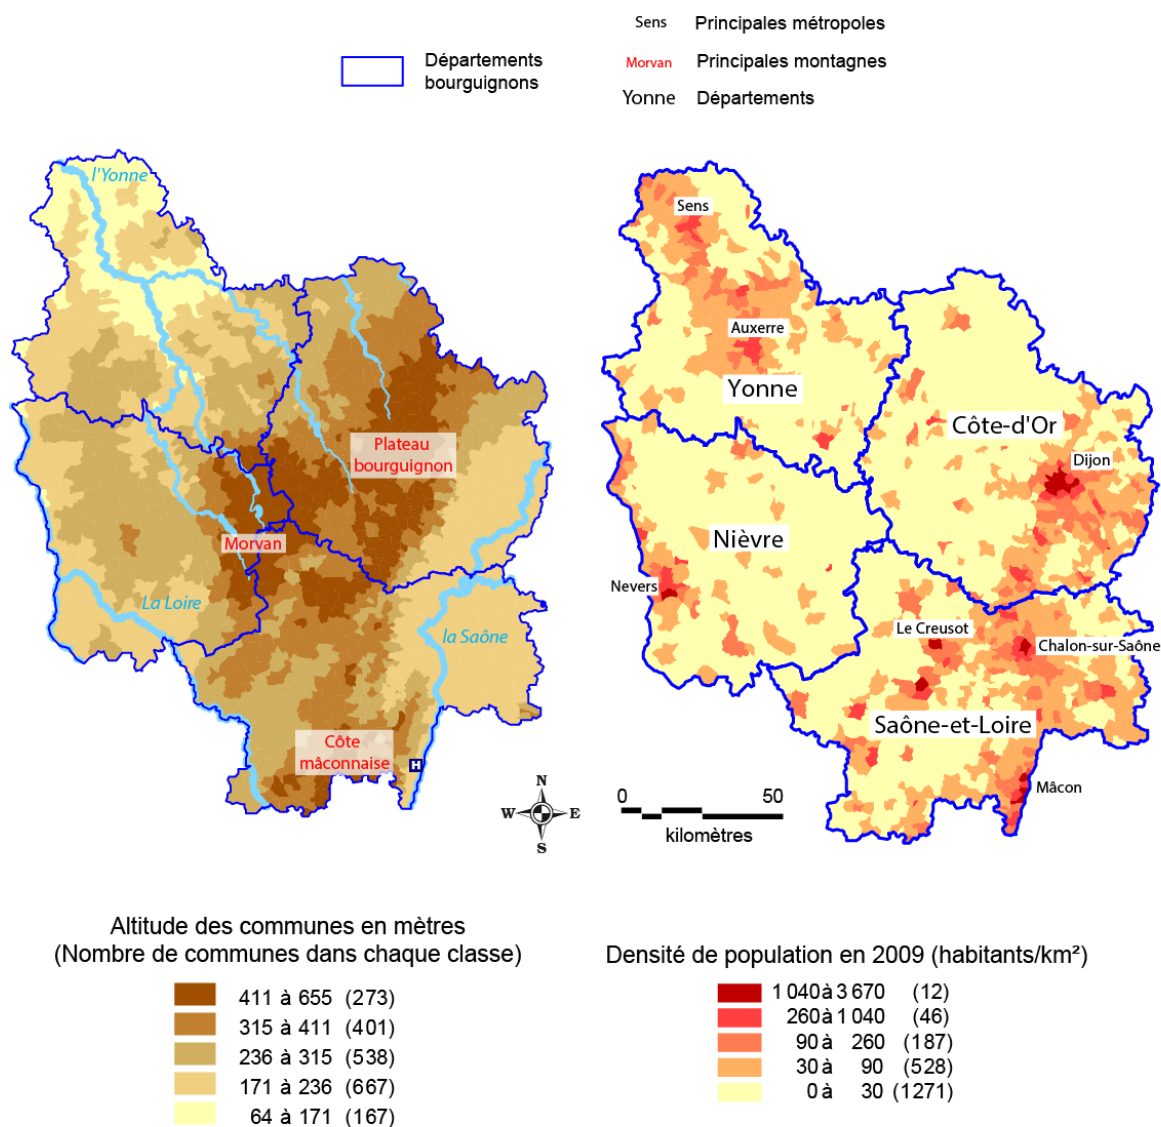 Départements
bourguignons
Sens Principales métropoles
Morvan Principales montagnes
Yonne Départements
l'Yonne
Plateau
bourguignon
Morvan
La Loire
la Saône
Côte
mâconnaise
H
Sens
Auxerre
Yonne
Côte-d'Or
Dijon
Nièvre
Nevers
Le Creusot
Chalon-sur-Saône
Saône-et-Loire
Mâcon
N
W E
S
0 50
kilomètres
Altitude des communes en mètres
(Nombre de communes dans chaque classe)
411 à 655 (273)
315 à 411 (401)
236 à 315 (538)
171 à 236 (667)
64 à 171 (167)
Densité de population en 2009 (habitants/km²)
1 040 à 3 670 (12)
260 à 1 040 (46)
90 à 260 (187)
30 à 90 (528)
0 à 30 (1271)